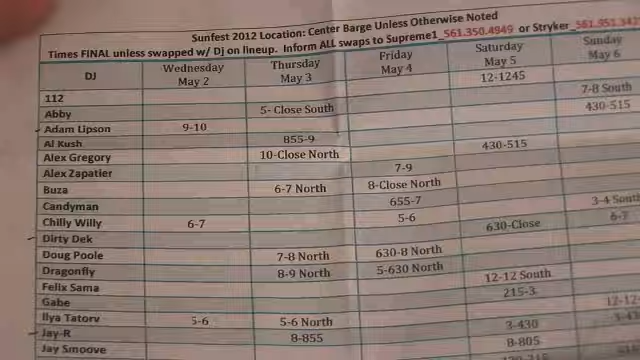 Sunfest 2012 Location: Center Barge Unless Otherwise Noted
Times FINAL unless swapped w/ Dj on lineup. Inform ALL swaps to Supreme1_561.350.4949 or Stryker_561.951.342
DJ Wednesday May 2 Thursday May 3 Friday May 4 Saturday May 5 Sunday May 6
112 12-1245
Abby 5- Close South 7-8 South
Adam Lipson 9-10 430-515
Al Kush 855-9
Alex Gregory 10-Close North 430-515
Alex Zapatier 7-9
Buza 6-7 North 8-Close North
Candyman 655-7
Chilly Willy 6-7 5-6 3-4 South
Dirty Dek 630-Close 6-7
Doug Poole 7-8 North 630-8 North
Dragonfly 8-9 North 5-630 North
Felix Sama 12-12 South
Gabe 215-3
Ilya Tatorv 5-6 5-6 North 12-12
Jay-R 8-855 3-430
Jay Smoove 8-805